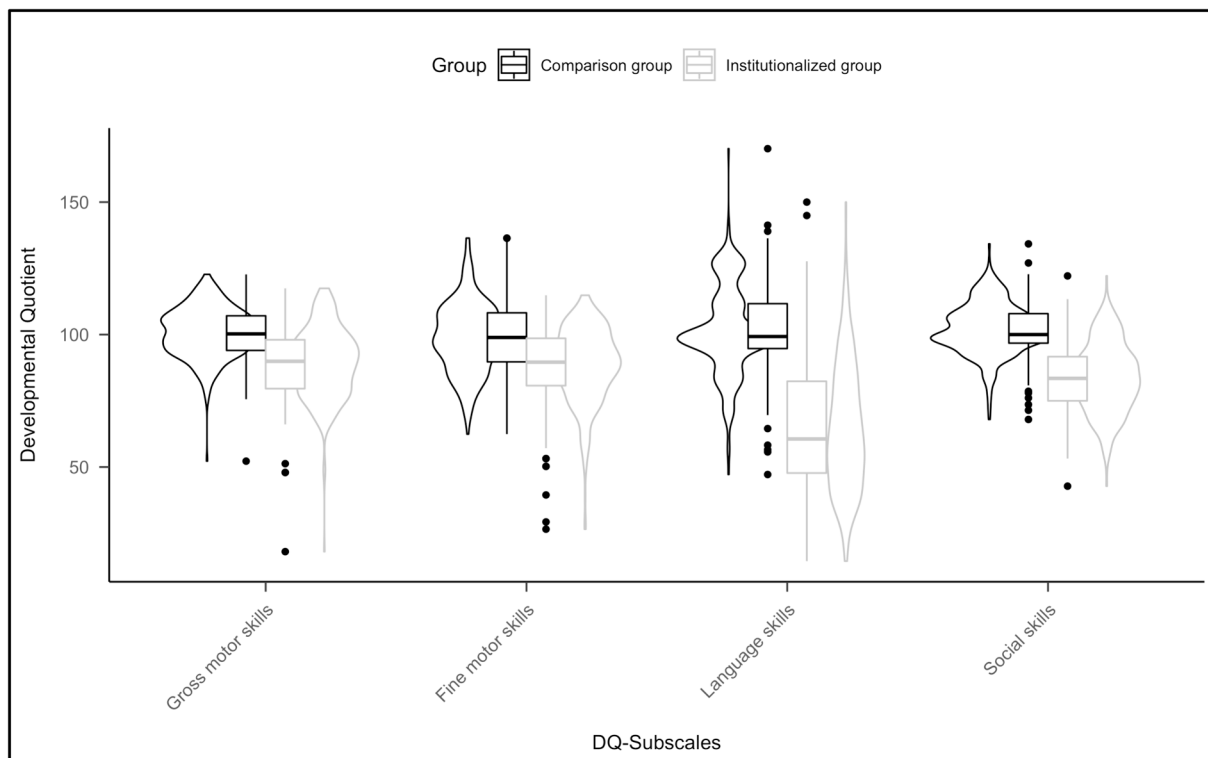 Group Comparison group Institutionalized group
150
100
50
Developmental Quotient
Gross motor skills
Fine motor skills
Language skills
Social skills
DQ-Subscales